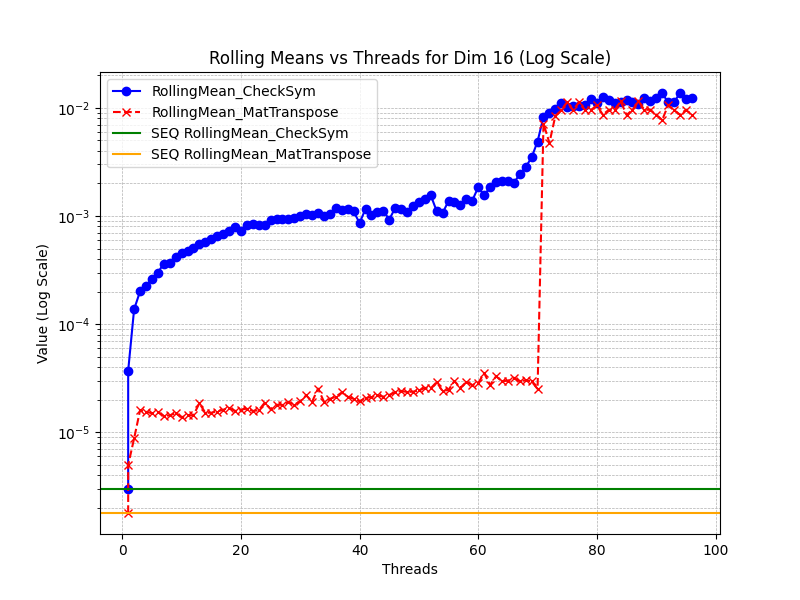 Rolling Means vs Threads for Dim 16 (Log Scale)
RollingMean_CheckSym
RollingMean_MatTranspose
SEQ RollingMean_CheckSym
SEQ RollingMean_MatTranspose
Value (Log Scale)
10⁻²
10⁻³
10⁻⁴
10⁻⁵
0 20 40 60 80 100
Threads